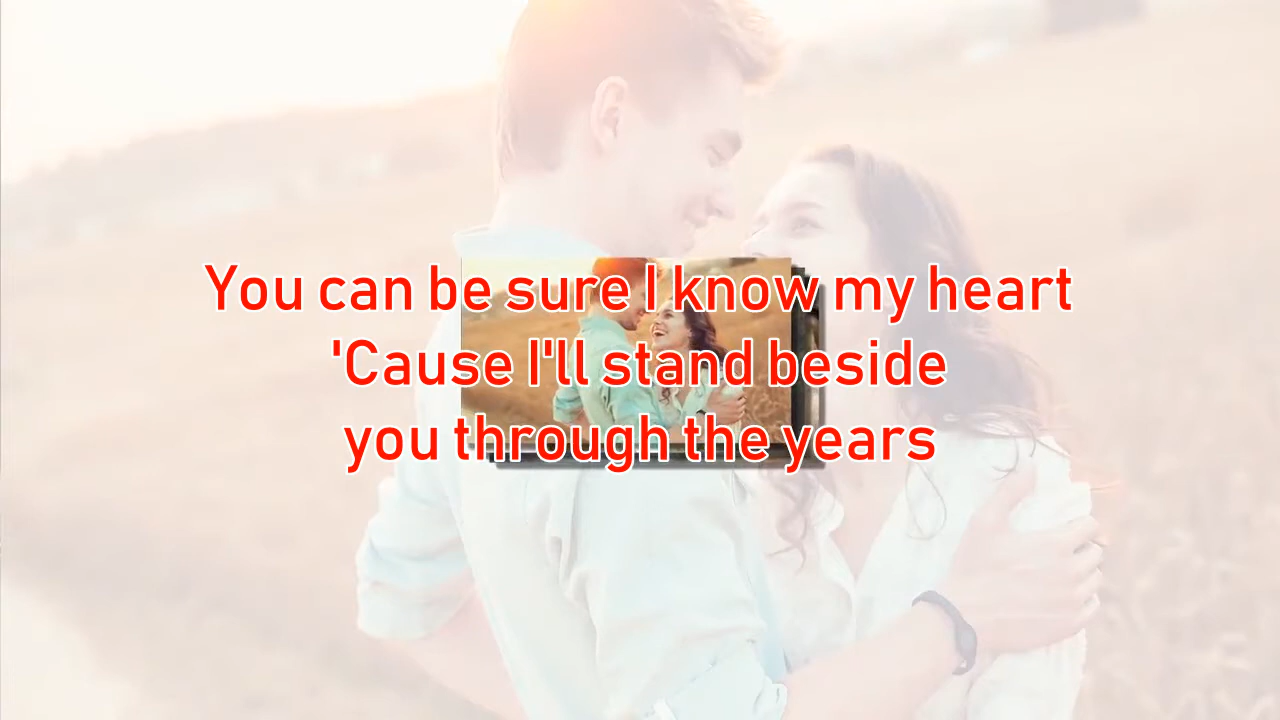 You can be sure I know my heart
'Cause I'll stand beside
you through the years